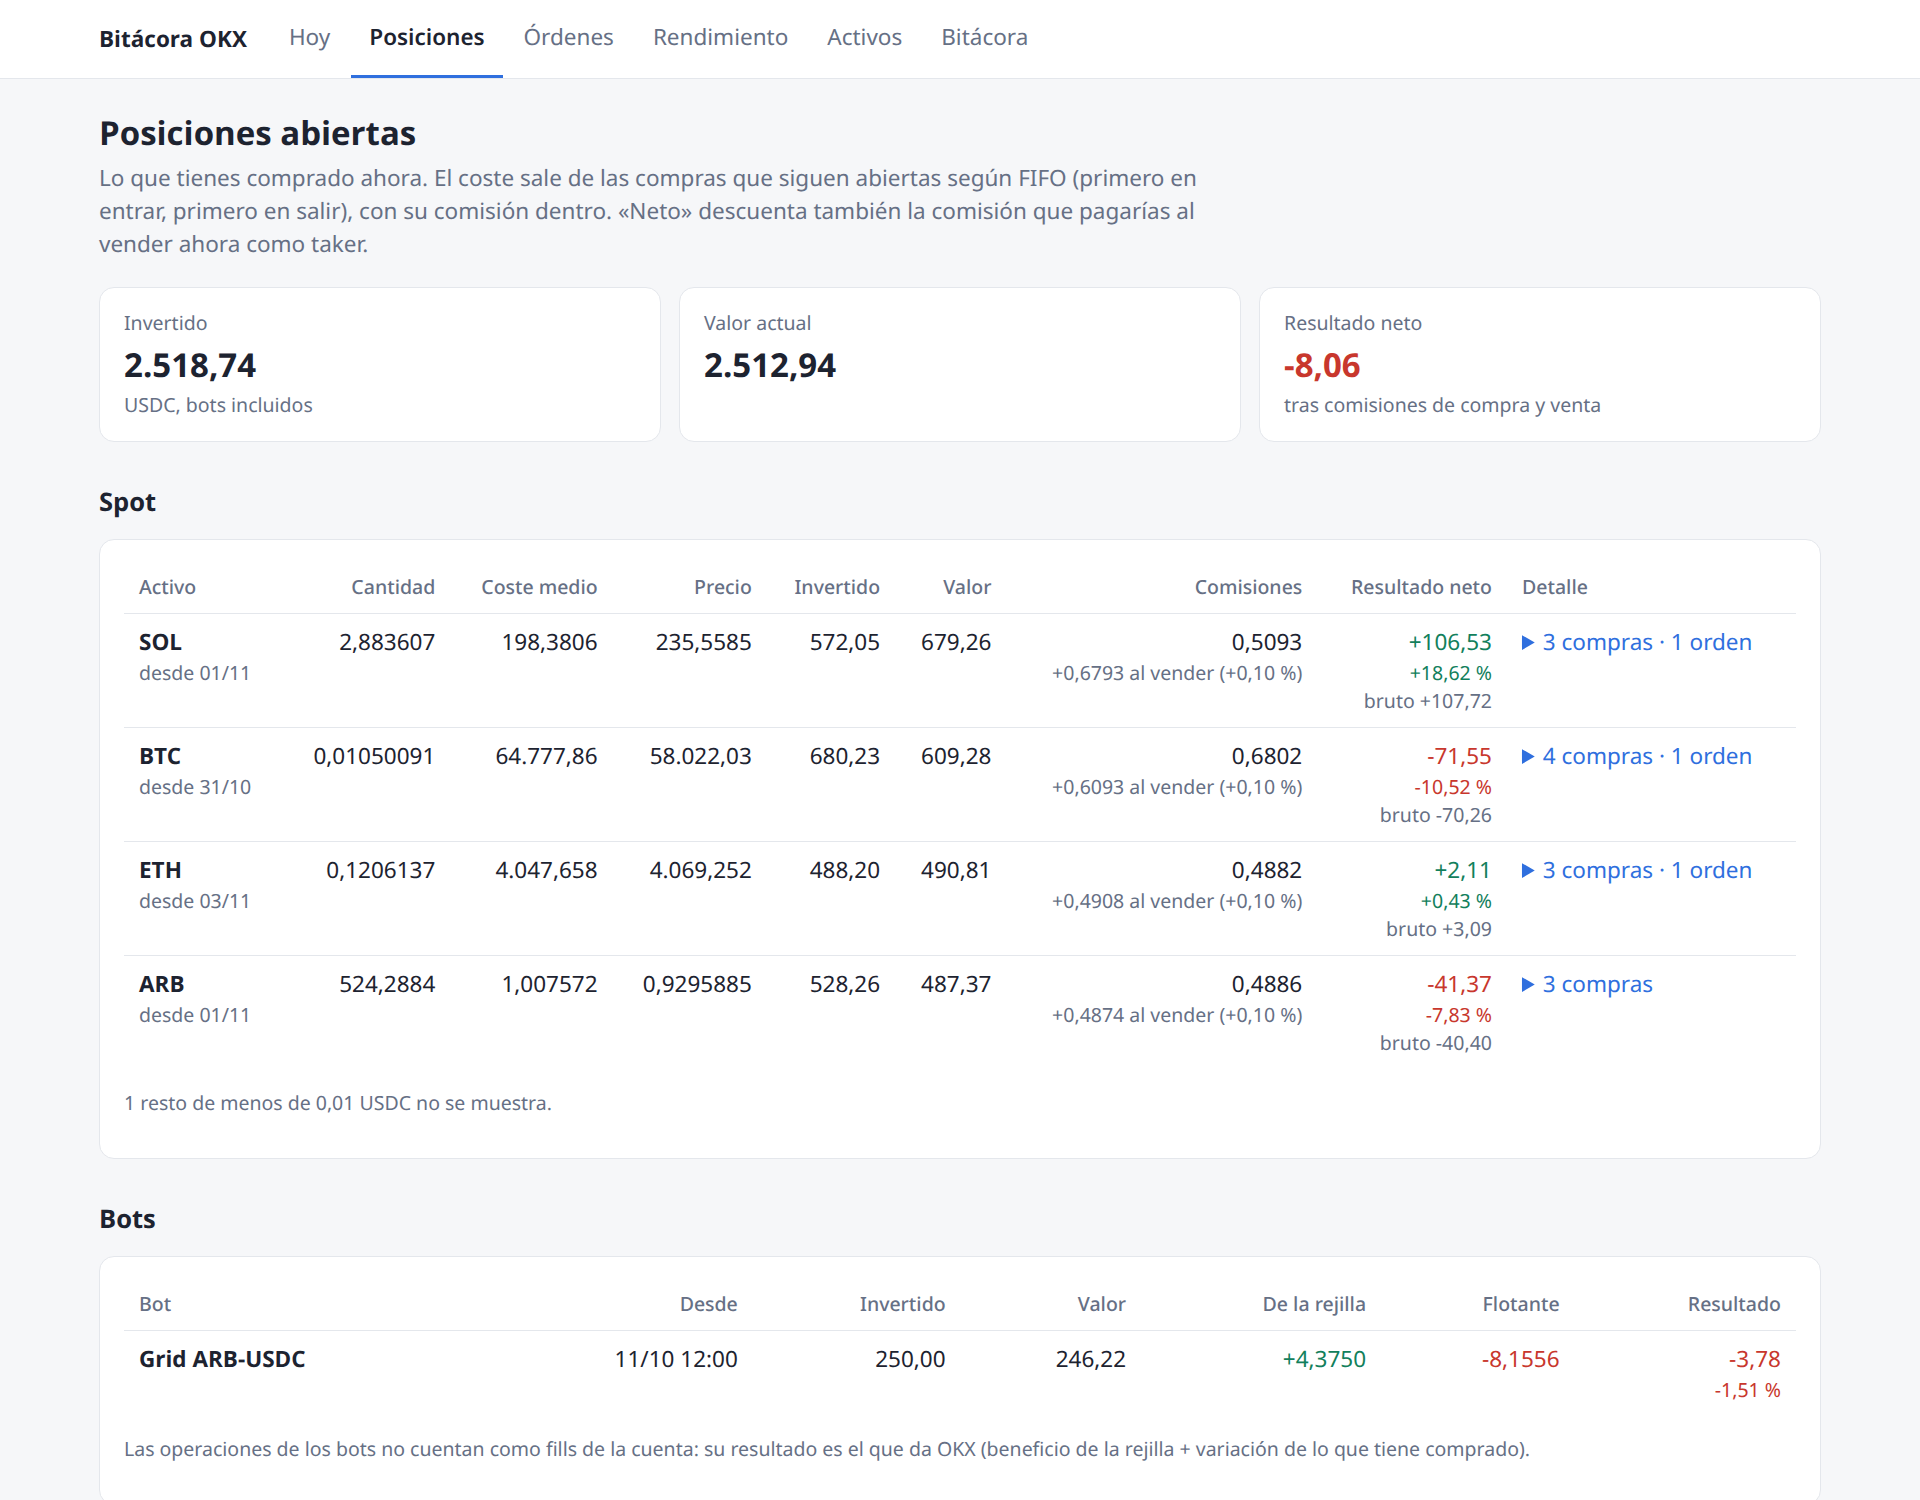 Bitácora OKX Hoy Posiciones Órdenes Rendimiento Activos Bitácora
Posiciones abiertas
Lo que tienes comprado ahora. El coste sale de las compras que siguen abiertas según FIFO (primero en
entrar, primero en salir), con su comisión dentro. «Neto» descuenta también la comisión que pagarías al
vender ahora como taker.
Invertido
2.518,74
USDC, bots incluidos
Valor actual
2.512,94
Resultado neto
-8,06
tras comisiones de compra y venta
Spot
Activo Cantidad Coste medio Precio Invertido Valor Comisiones Resultado neto Detalle
SOL 2,883607 198,3806 235,5585 572,05 679,26 0,5093 +106,53 ▶ 3 compras · 1 orden
desde 01/11 +0,6793 al vender (+0,10 %) +18,62 %
bruto +107,72
BTC 0,01050091 64.777,86 58.022,03 680,23 609,28 0,6802 -71,55 ▶ 4 compras · 1 orden
desde 31/10 +0,6093 al vender (+0,10 %) -10,52 %
bruto -70,26
ETH 0,1206137 4.047,658 4.069,252 488,20 490,81 0,4882 +2,11 ▶ 3 compras · 1 orden
desde 03/11 +0,4908 al vender (+0,10 %) +0,43 %
bruto +3,09
ARB 524,2884 1,007572 0,9295885 528,26 487,37 0,4886 -41,37 ▶ 3 compras
desde 01/11 +0,4874 al vender (+0,10 %) -7,83 %
bruto -40,40
1 resto de menos de 0,01 USDC no se muestra.
Bots
Bot Desde Invertido Valor De la rejilla Flotante Resultado
Grid ARB-USDC 11/10 12:00 250,00 246,22 +4,3750 -8,1556 -3,78
-1,51 %
Las operaciones de los bots no cuentan como fills de la cuenta: su resultado es el que da OKX (beneficio de la rejilla + variación de lo que tiene comprado).